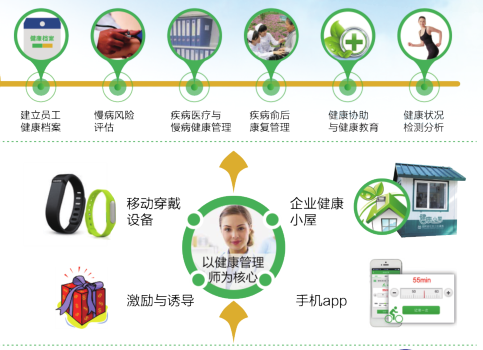 健康档案
建立员工
健康档案
慢病风险
评估
疾病医疗与
慢病健康管理
疾病俞后
康复管理
健康协助
与健康教育
健康状况
检测分析
移动穿戴
设备
企业健康
小屋
以健康管理
师为核心
激励与诱导
手机app
55min